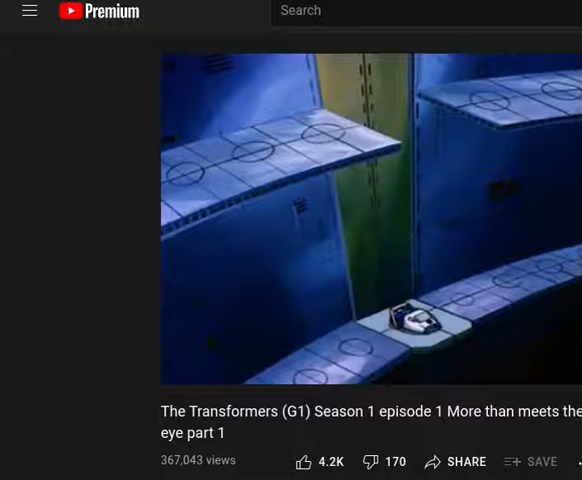 Premium
Search
The Transformers (G1) Season 1 episode 1 More than meets the
eye part 1
367,043 views
4.2K
170
SHARE
SAVE